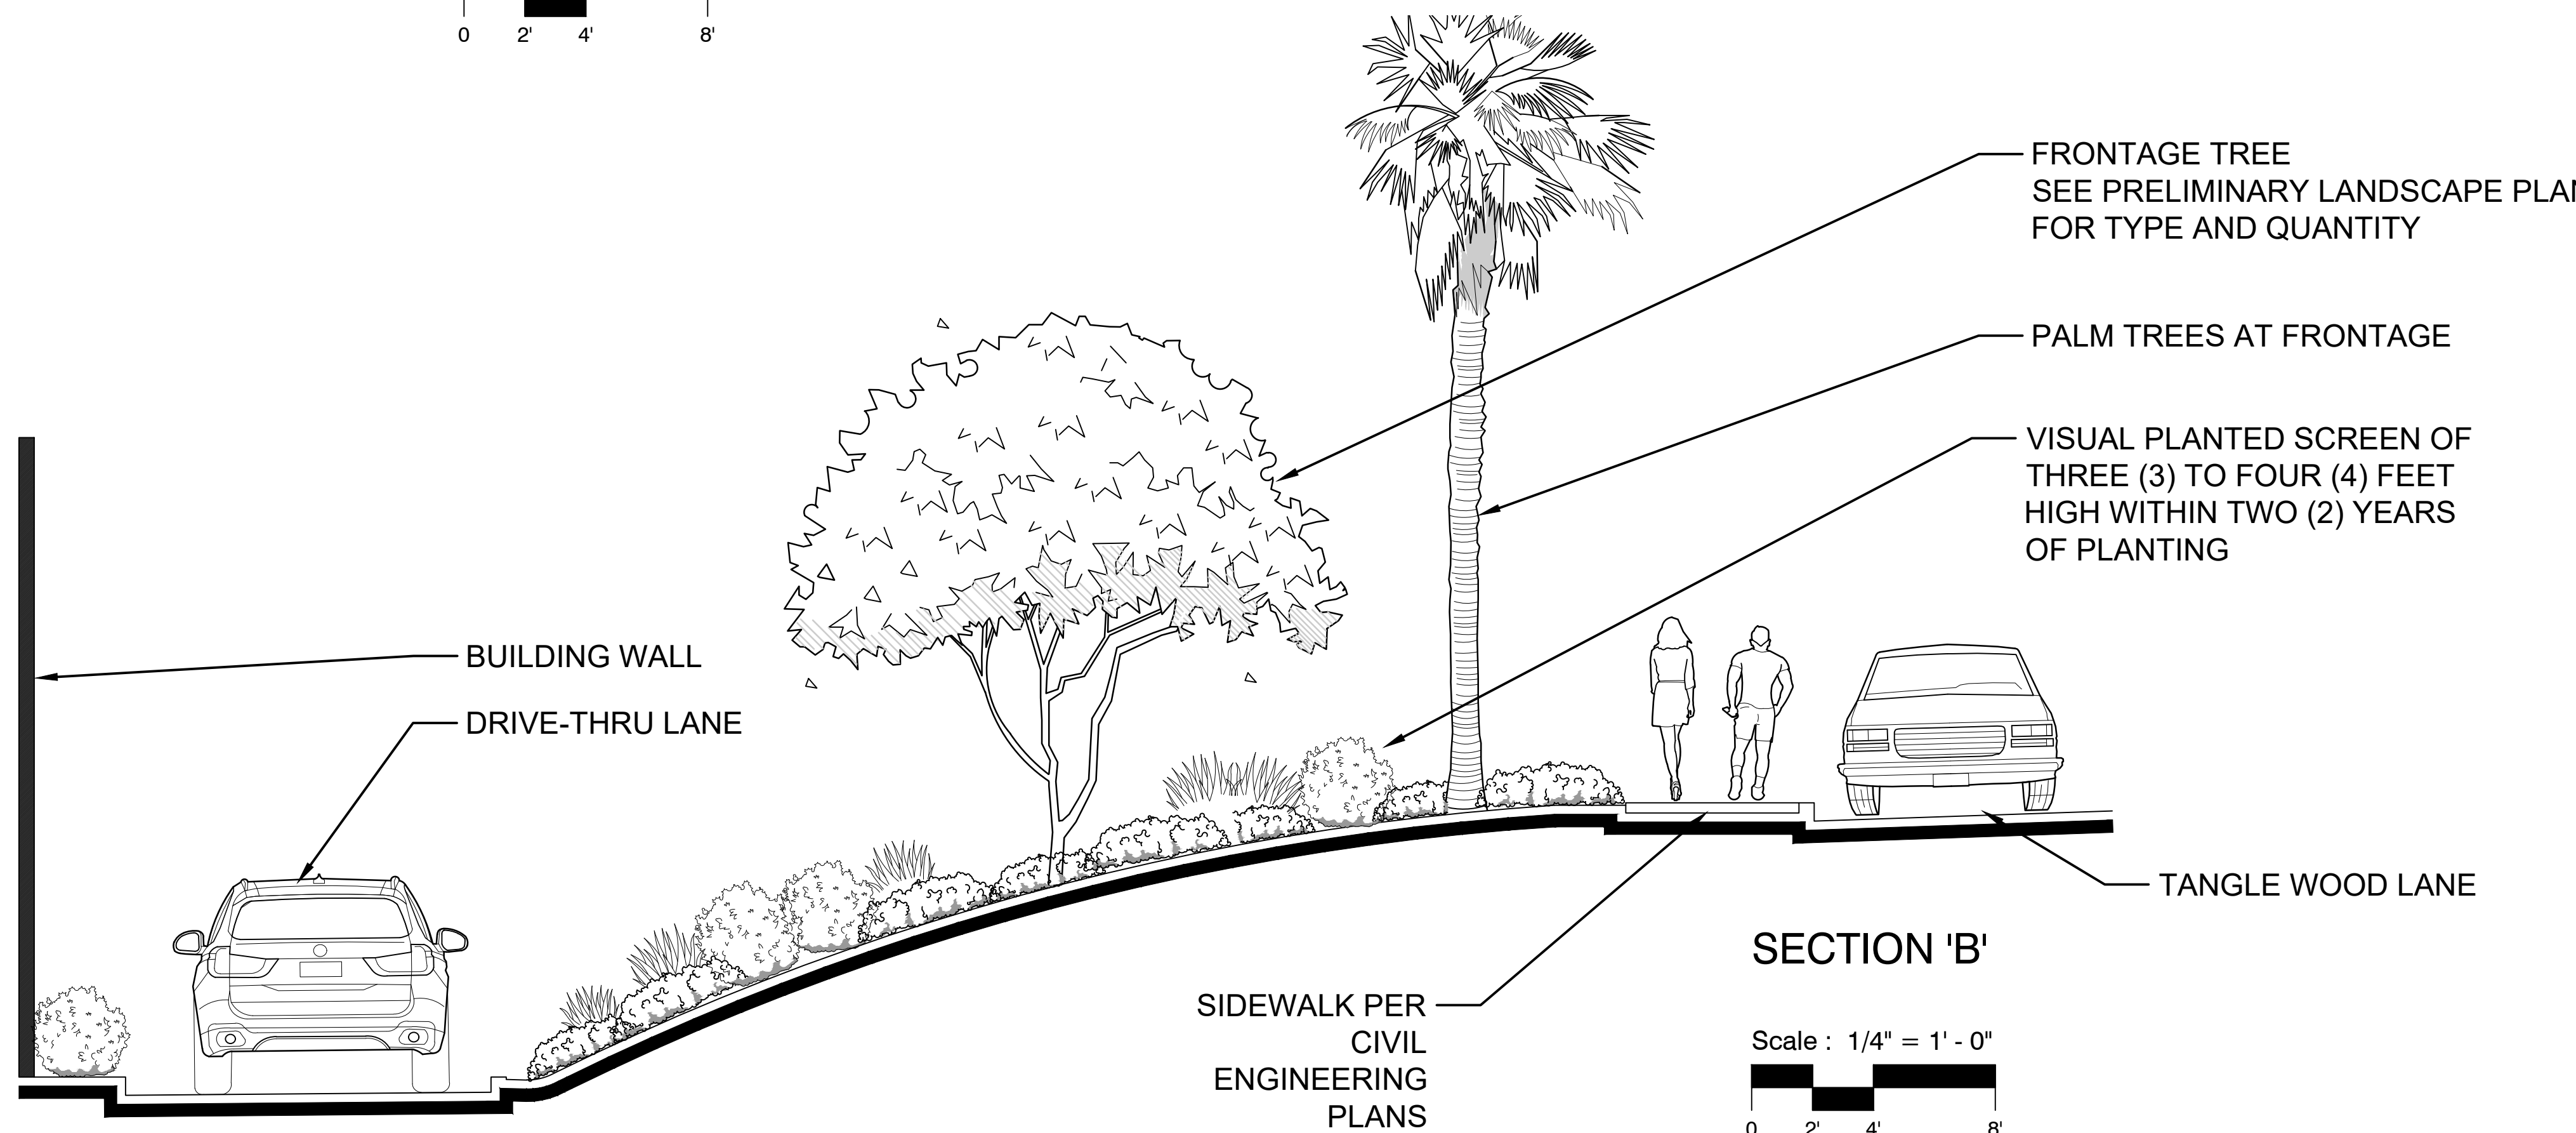 0 2' 4' 8'
FRONTAGE TREE
SEE PRELIMINARY LANDSCAPE
FOR TYPE AND QUANTITY
PALM TREES AT FRONTAGE
VISUAL PLANTED SCREEN OF
THREE (3) TO FOUR (4) FEET
HIGH WITHIN TWO (2) YEARS
OF PLANTING
BUILDING WALL
DRIVE-THRU LANE
TANGLE WOOD LANE
SECTION 'B'
SIDEWALK PER
CIVIL
ENGINEERING
PLANS
Scale : 1/4" = 1' - 0"
0 2' 4' 8'